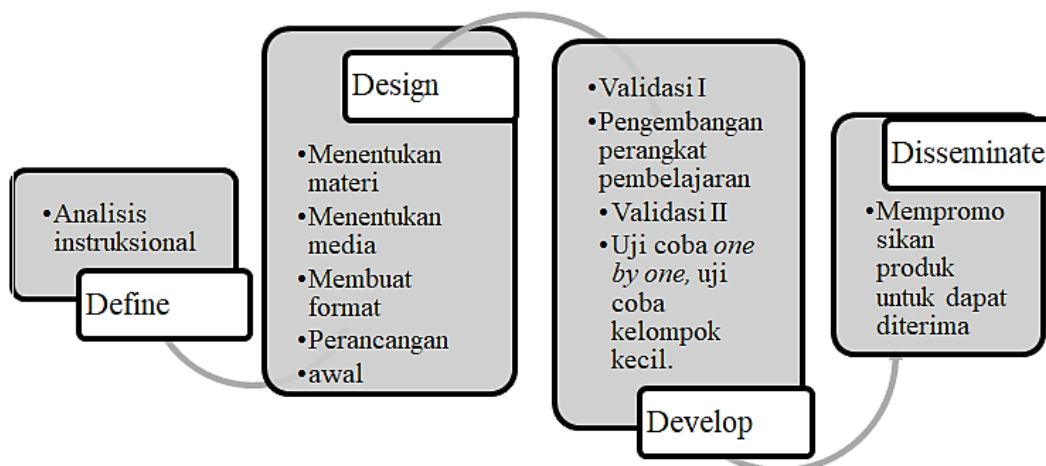 •Analisis
instruksional
Define
Design
•Menentukan
materi
•Menentukan
media
•Membuat
format
•Perancangan
•awal
•Validasi I
•Pengembangan
perangkat
pembelajaran
•Validasi II
•Uji coba one
by one, uji
coba
kelompok
kecil.
Develop
Disseminate
•Mempromo
sikan
produk
untuk dapat
diterima